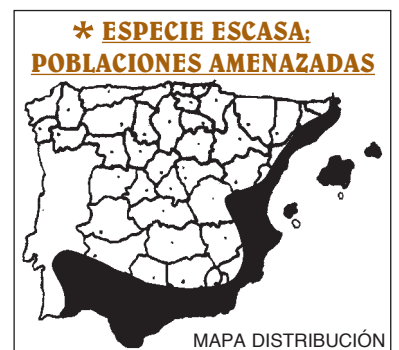 * ESPECIE ESCASA;
POBLACIONES AMENAZADAS
MAPA DISTRIBUCIÓN